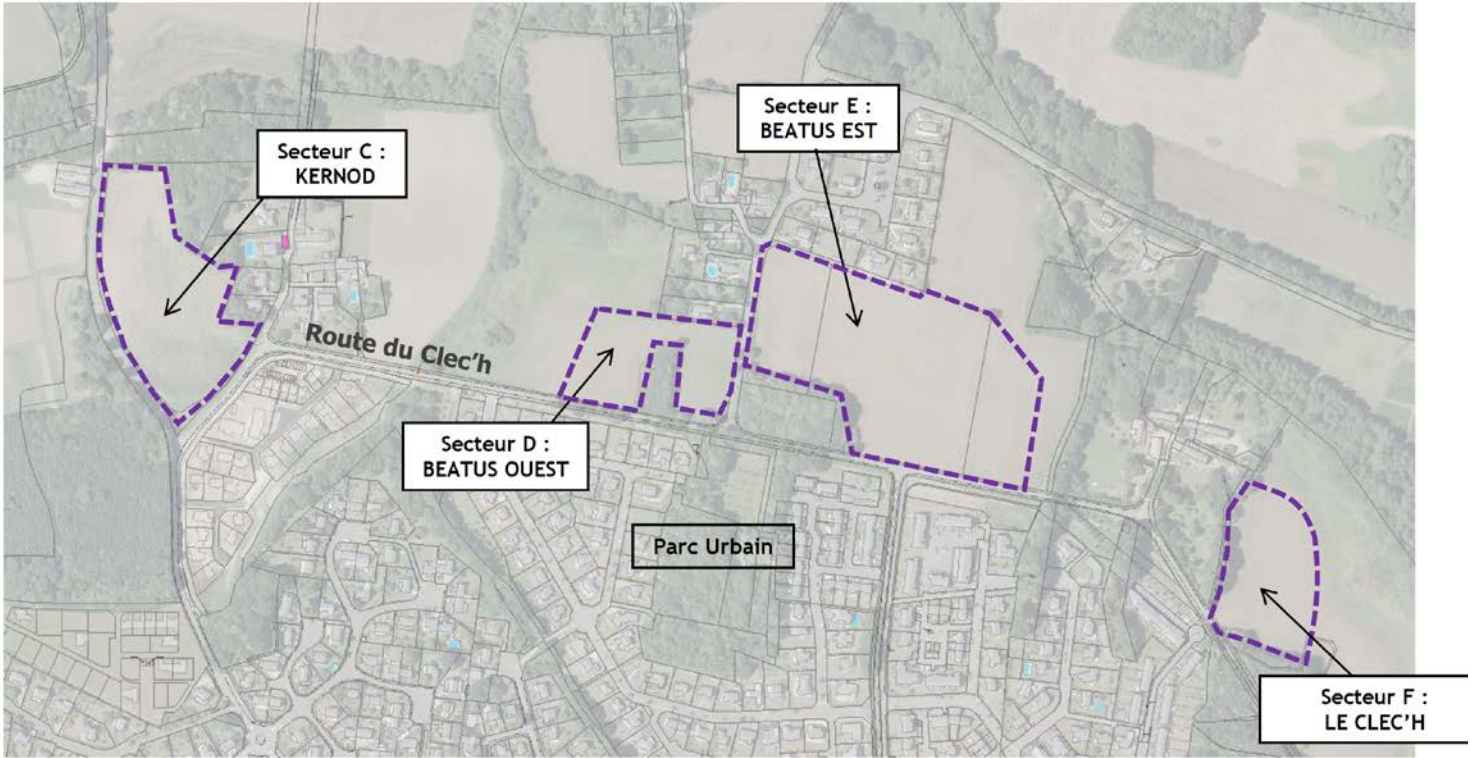 Secteur E :
BEATUS EST
Secteur C :
KERNOD
Route du Clec'h
Secteur D :
BEATUS OUEST
Parc Urbain
Secteur F :
LE CLEC'H